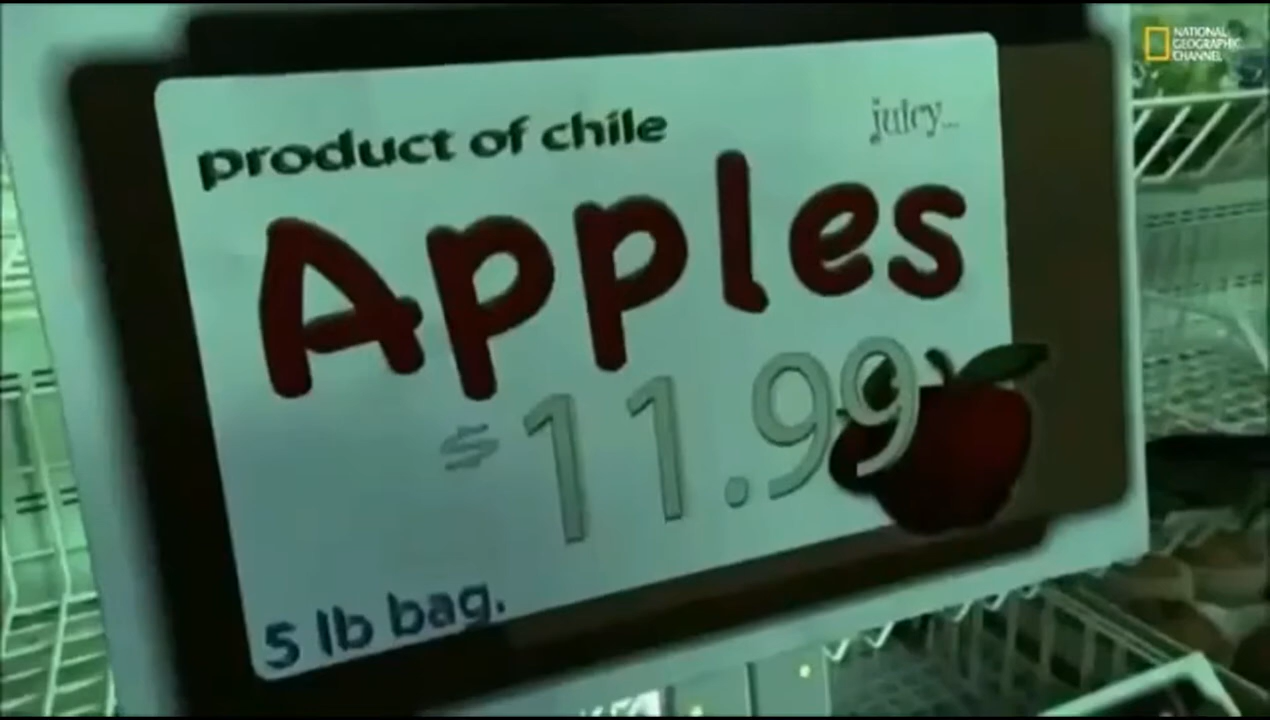 NATIONAL
GEOGRAPHIC
CHANNEL
product of chile
juicy...
Apples
$11.99
5 lb bag.